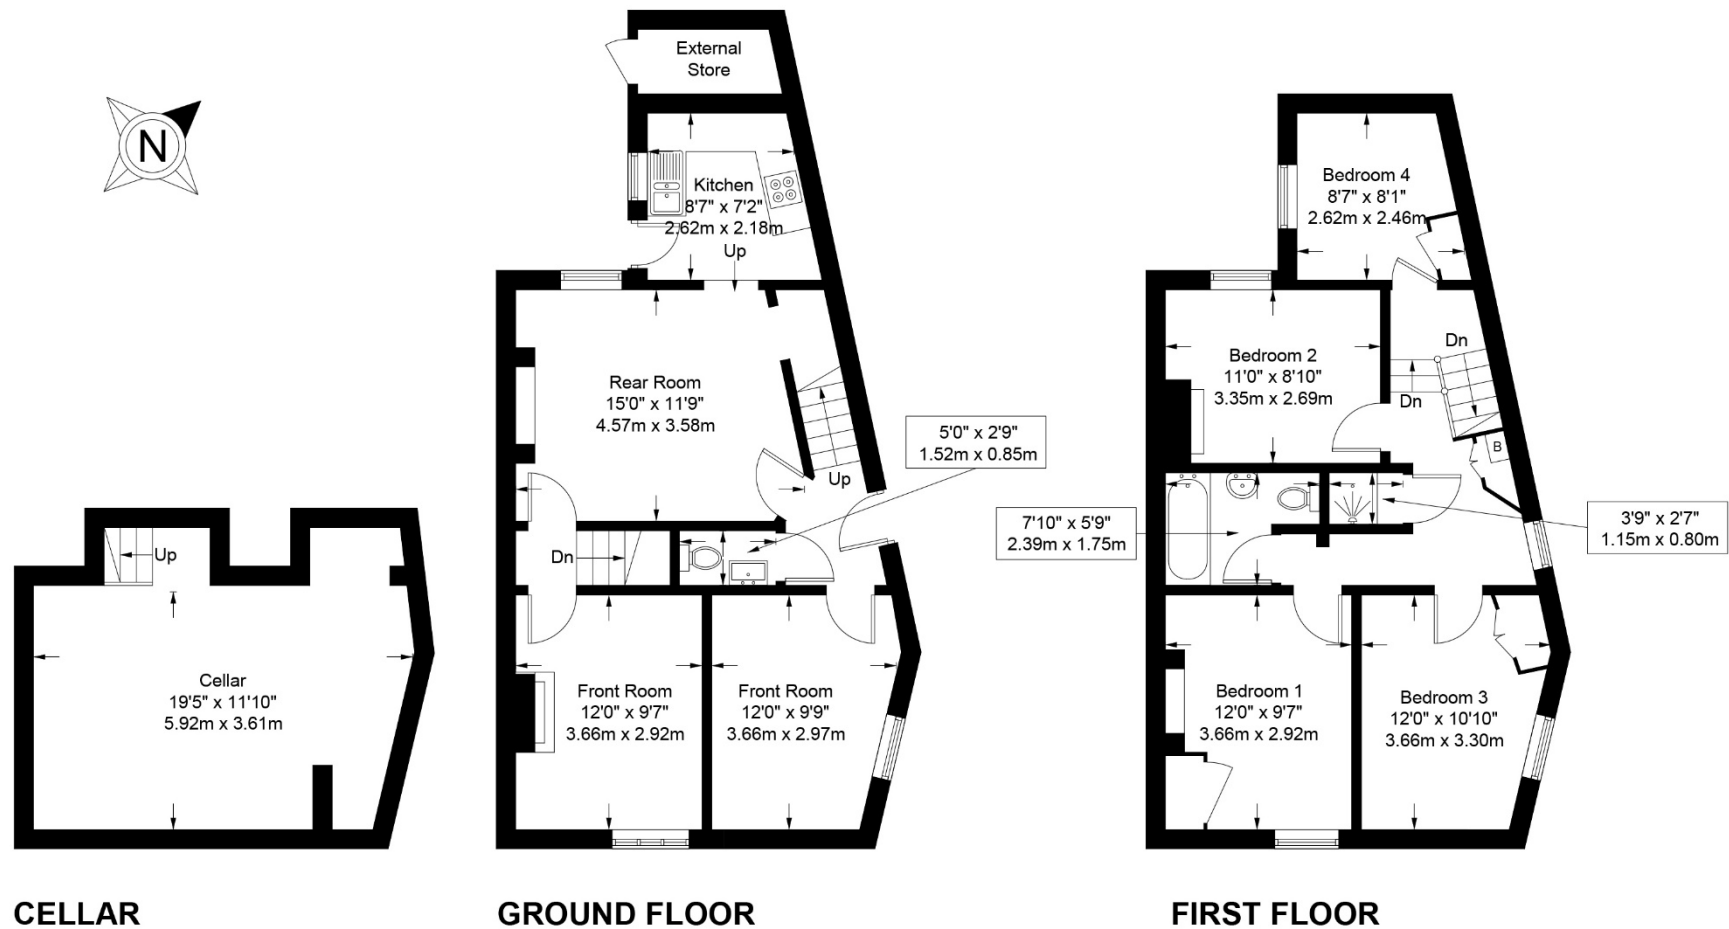 N
Up
Cellar
19'5" x 11'10"
5.92m x 3.61m
CELLAR
External
Store
Kitchen
8'7" x 7'2"
2.62m x 2.18m
Up
Rear Room
15'0" x 11'9"
4.57m x 3.58m
Up
5'0" x 2'9"
1.52m x 0.85m
Dn
Front Room
12'0" x 9'7"
3.66m x 2.92m
Front Room
12'0" x 9'9"
3.66m x 2.97m
GROUND FLOOR
Bedroom 4
8'7" x 8'1"
2.62m x 2.46m
Bedroom 2
11'0" x 8'10"
3.35m x 2.69m
Dn
Dn
B
7'10" x 5'9"
2.39m x 1.75m
3'9" x 2'7"
1.15m x 0.80m
Bedroom 1
12'0" x 9'7"
3.66m x 2.92m
Bedroom 3
12'0" x 10'10"
3.66m x 3.30m
FIRST FLOOR